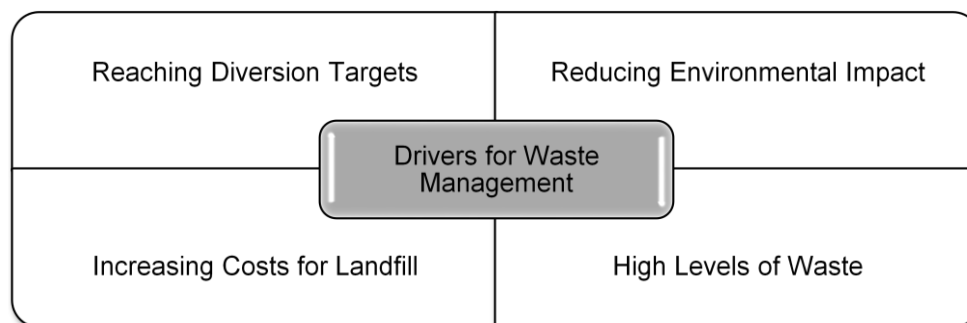 Reaching Diversion Targets
Reducing Environmental Impact
Drivers for Waste
Management
Increasing Costs for Landfill
High Levels of Waste